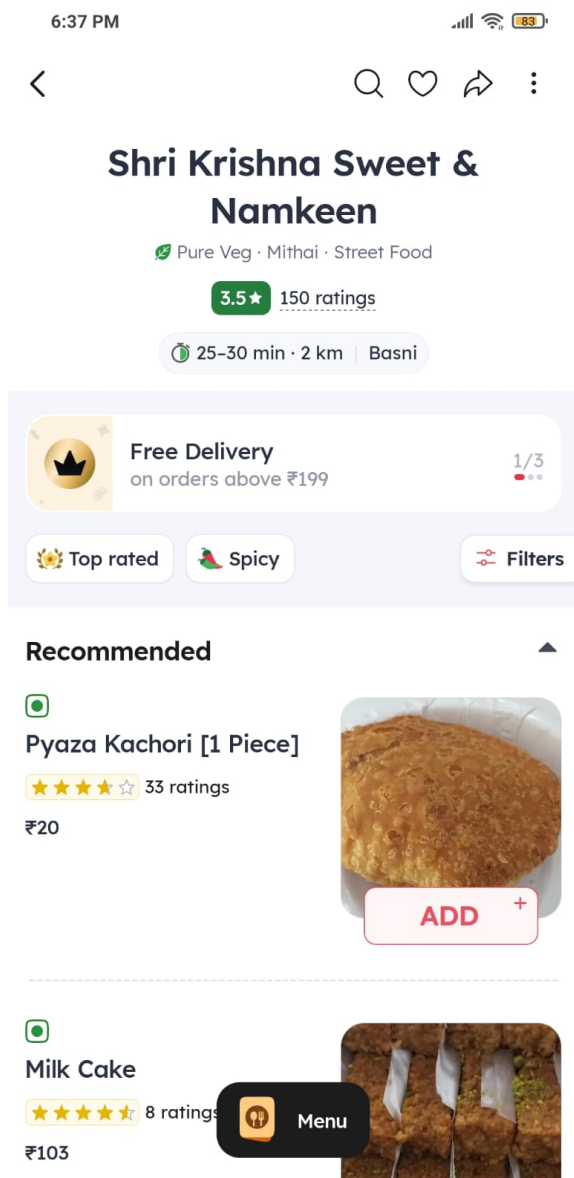 6:37 PM
83
Shri Krishna Sweet &
Namkeen
Pure Veg · Mithai · Street Food
3.5★ 150 ratings
25–30 min · 2 km | Basni
Free Delivery
on orders above ₹199
1/3
Top rated
Spicy
Filters
Recommended
Pyaza Kachori [1 Piece]
33 ratings
₹20
ADD +
Milk Cake
8 ratings
₹103
Menu